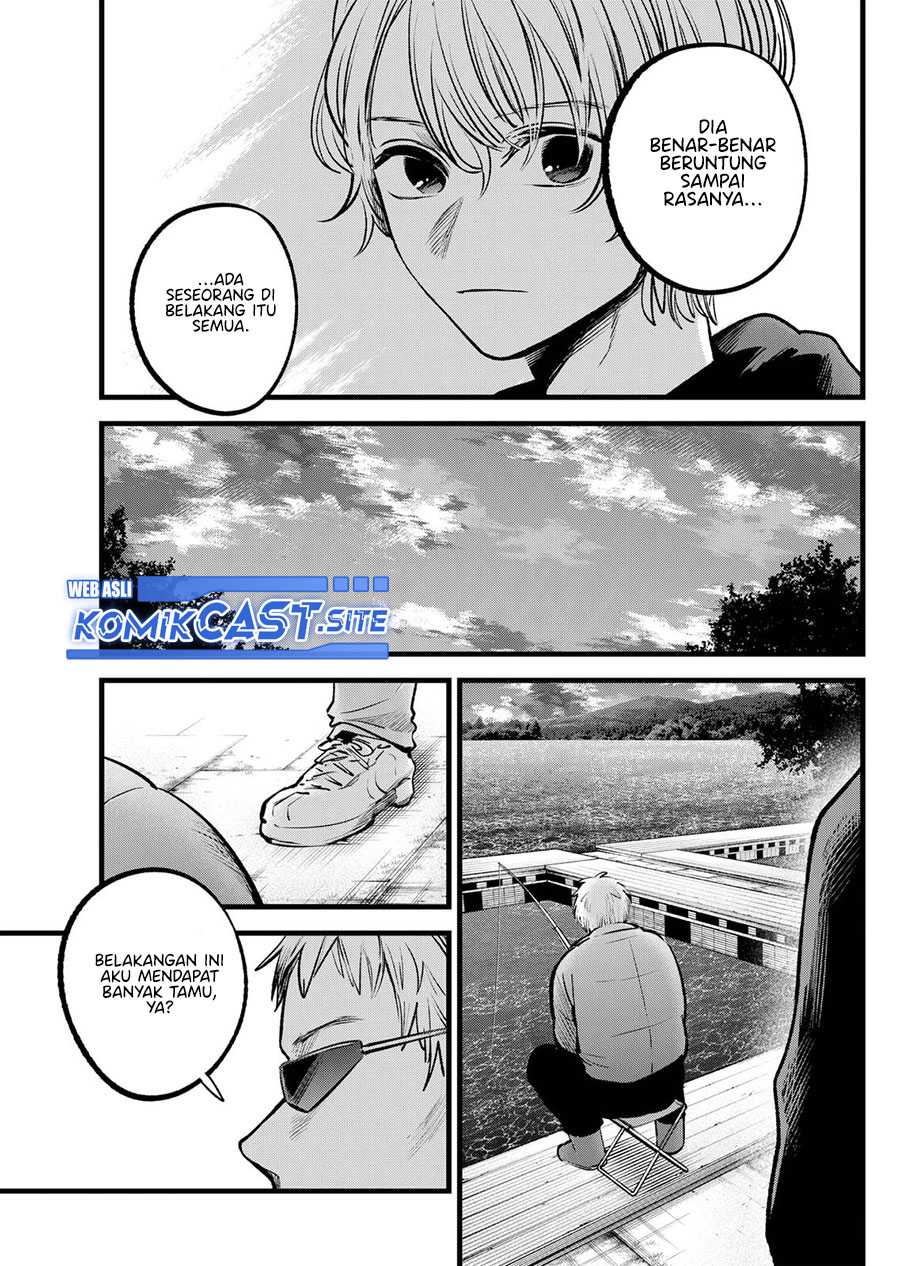 DIA
BENAR-BENAR
BERUNTUNG
SAMPAI
RASANYA...
...ADA
SESEORANG DI
BELAKANG ITU
SEMUA.
WEB ASLI
KOMIKCAST.SITE
BELAKANGAN INI
AKU MENDAPAT
BANYAK TAMU,
YA?